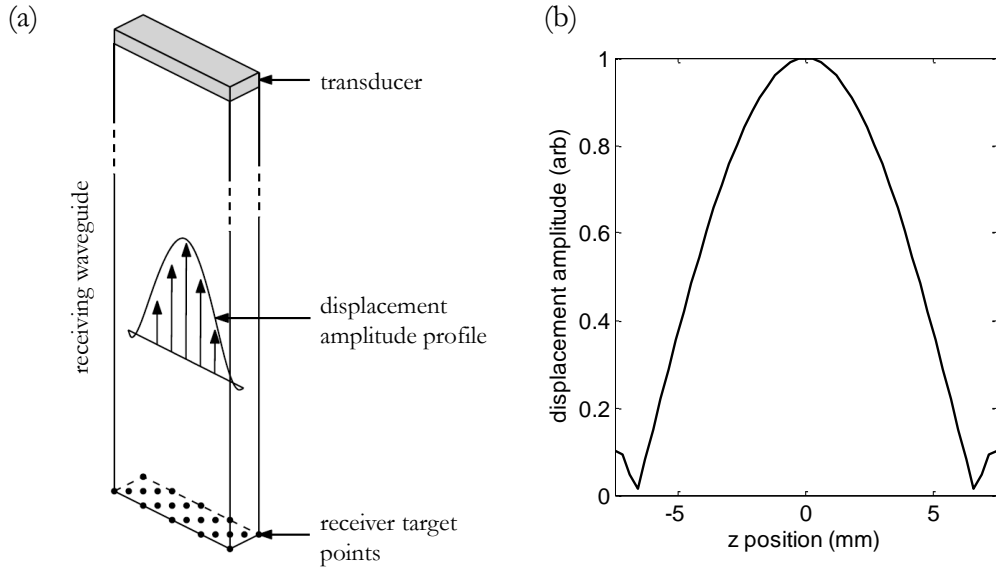 (a)
transducer
receiving waveguide
displacement
amplitude profile
receiver target
points
(b)
displacement amplitude (arb)
1
0.8
0.6
0.4
0.2
0
-5
0
5
z position (mm)